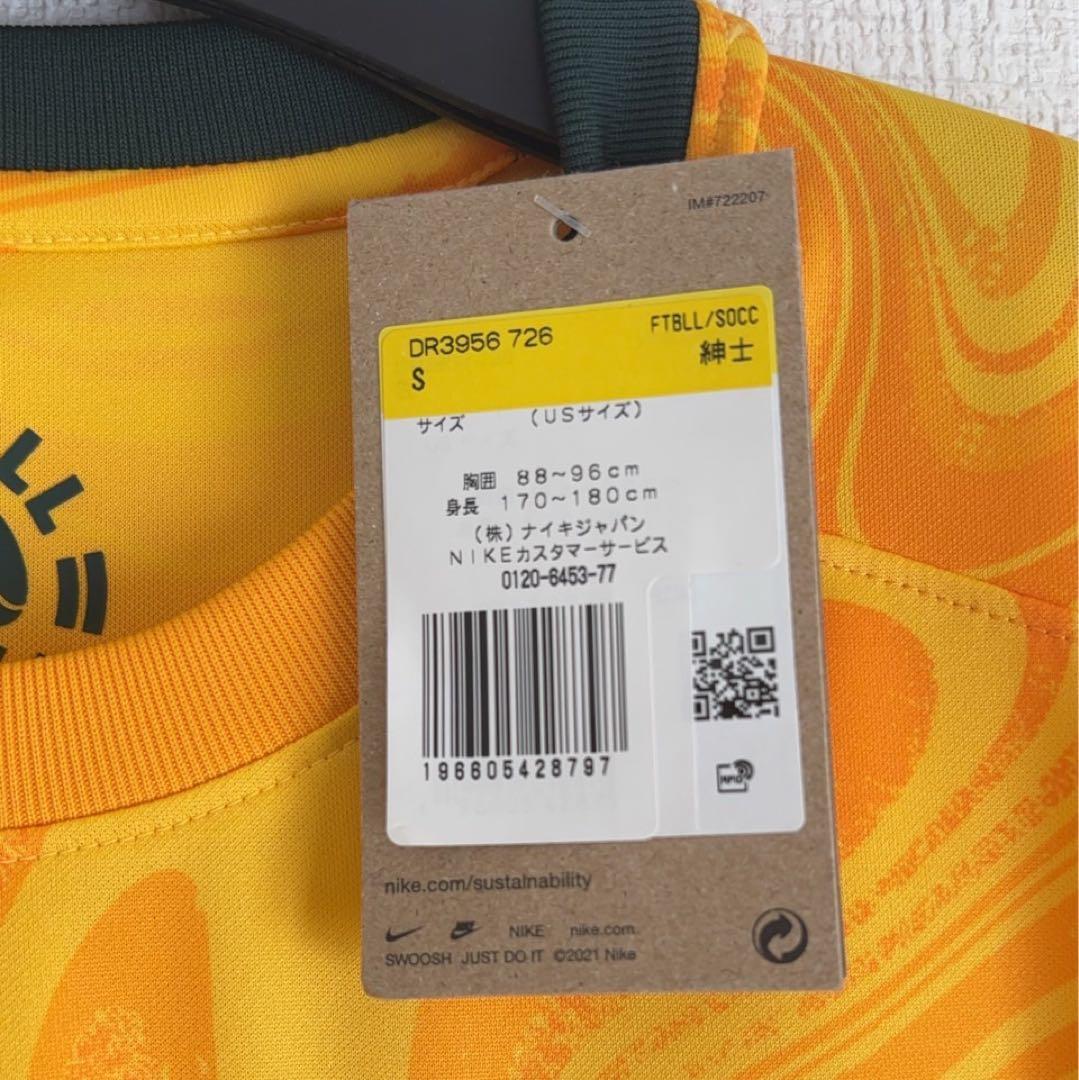 IM#722207
DR3956 726
FTBLL/SOCC
S
紳士
サイズ (USサイズ)
胸囲 88~96cm
身長 170~180cm
(株)ナイキジャパン
NIKEカスタマーサービス
0120-6453-77
196605428797
RFID
nike.com/sustainability
NIKE nike.com
SWOOSH JUST DO IT ©2021 Nike
LL